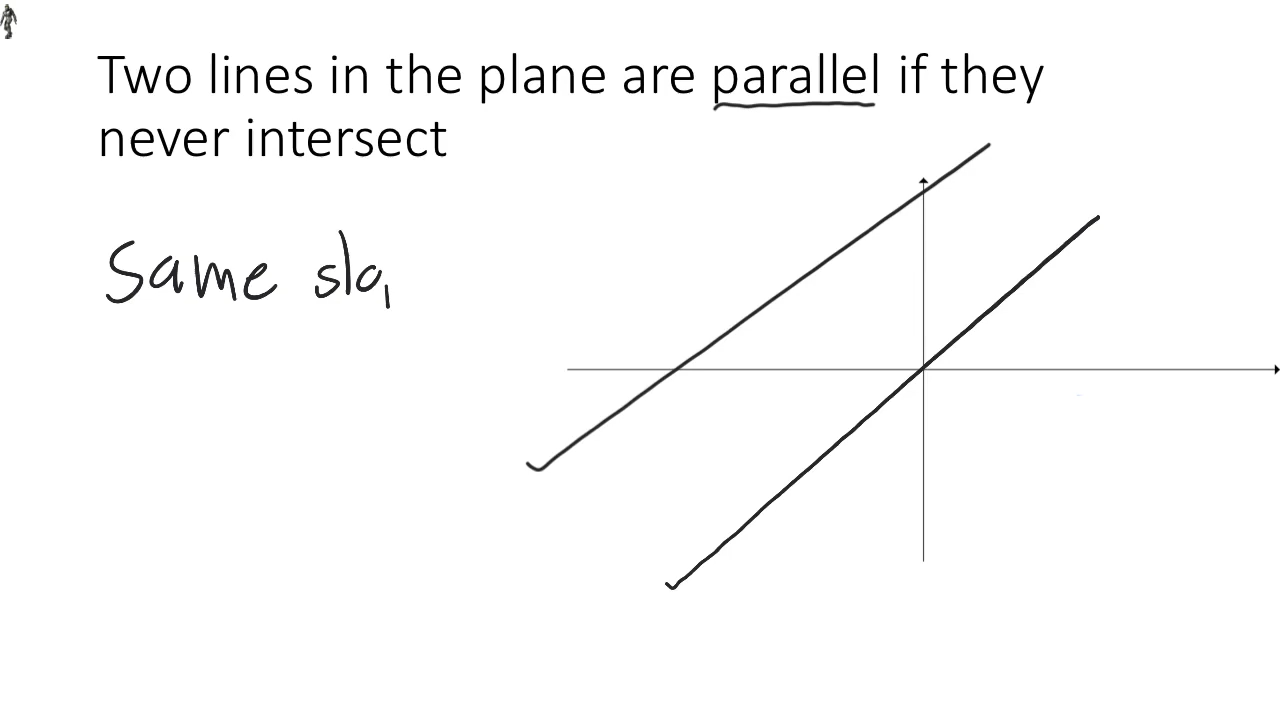 Two lines in the plane are parallel if they
never intersect
Same slo